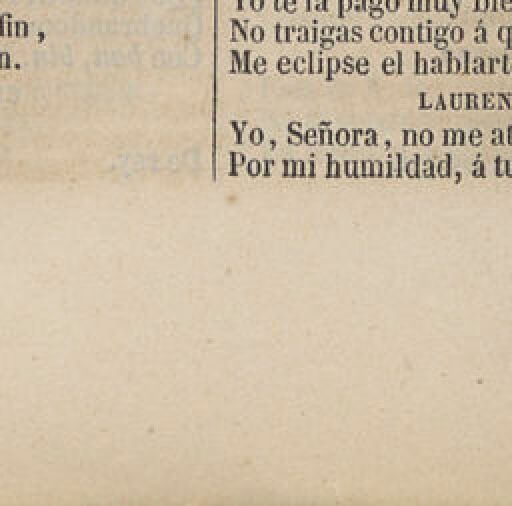 fin,
n.
Yo te la pago muy bie
No traigas contigo á q
Me eclipse el hablart
LAUREN
Yo, Señora, no me at
Por mi humildad, á tu